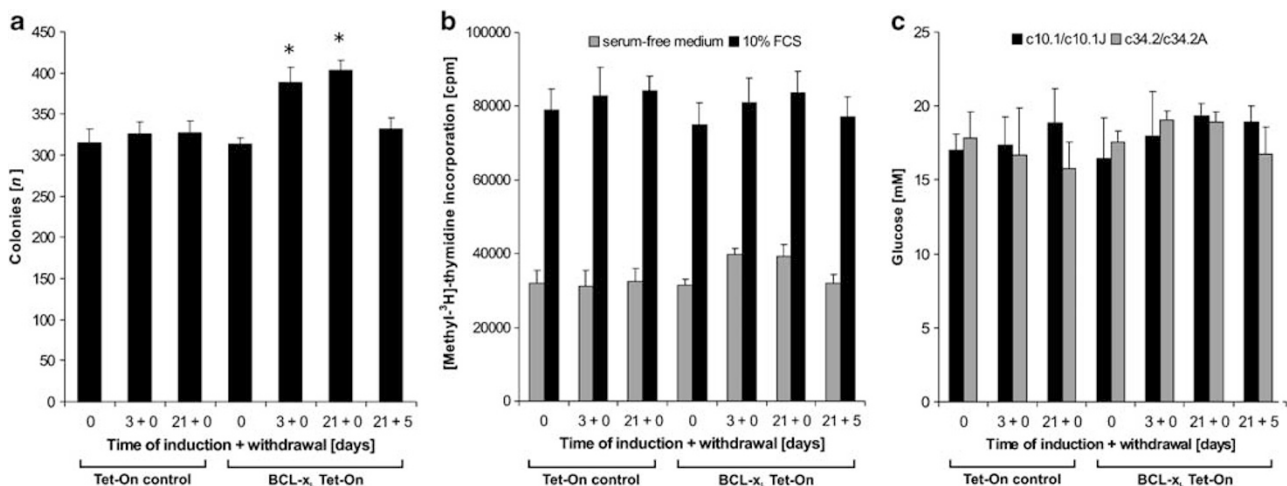 a
450
400
350
300
250
200
150
100
50
0
Colonies [n]
* *
0 3 + 0 21 + 0 0 3 + 0 21 + 0 21 + 5
Time of induction + withdrawal [days]
Tet-On control BCL-x, Tet-On
b
serum-free medium 10% FCS
100000
80000
60000
40000
20000
0
[Methyl-³H]-thymidine incorporation [cpm]
0 3 + 0 21 + 0 0 3 + 0 21 + 0 21 + 5
Time of induction + withdrawal [days]
Tet-On control BCL-x, Tet-On
c
c10.1/c10.1J c34.2/c34.2A
25
20
15
10
5
0
Glucose [mM]
0 3 + 0 21 + 0 0 3 + 0 21 + 0 21 + 5
Time of induction + withdrawal [days]
Tet-On control BCL-x, Tet-On